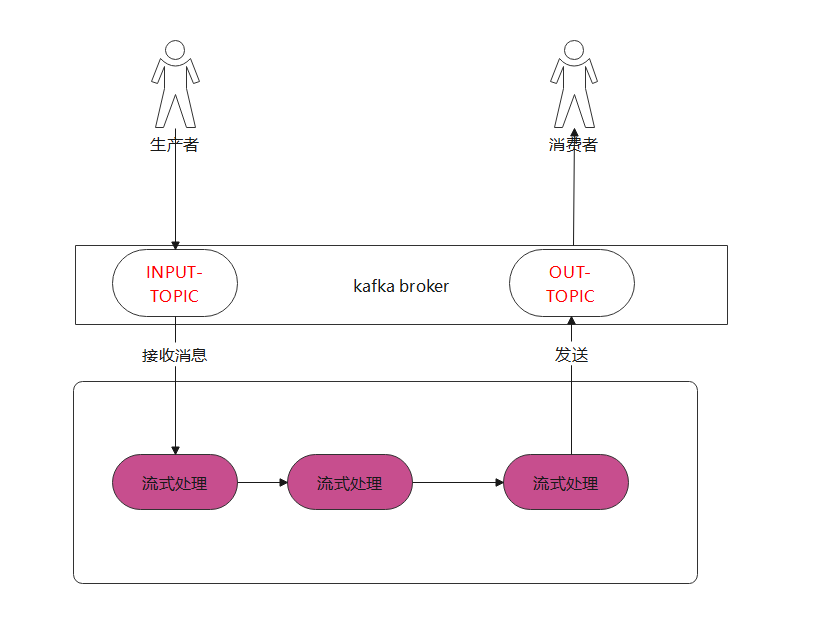 生产者
消费者
INPUT-
TOPIC
kafka broker
OUT-
TOPIC
接收消息
发送
流式处理
流式处理
流式处理